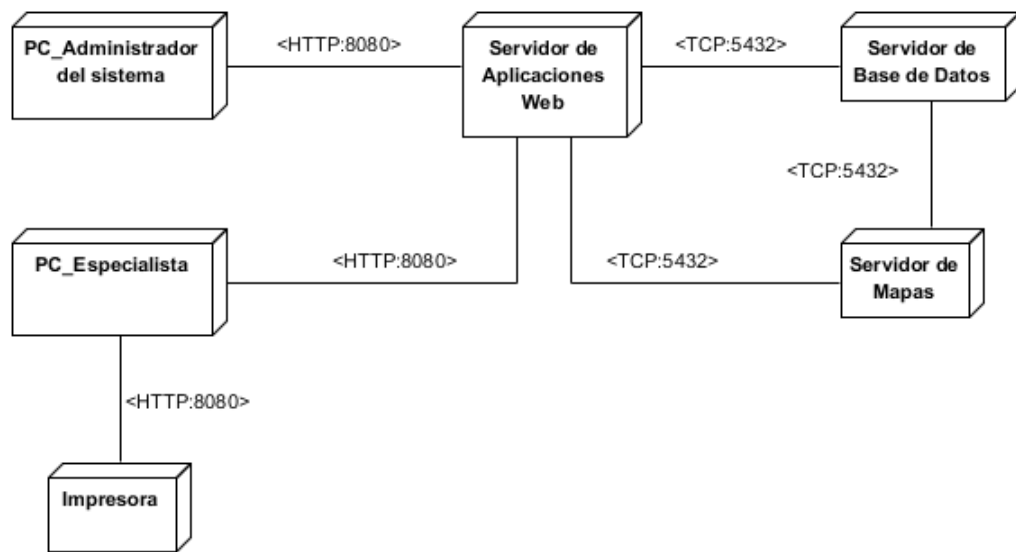 PC_Administrador
del sistema
<HTTP:8080>
Servidor de
Aplicaciones
Web
<TCP:5432>
Servidor de
Base de Datos
<TCP:5432>
PC_Especialista
<HTTP:8080>
<TCP:5432>
Servidor de
Mapas
<HTTP:8080>
Impresora